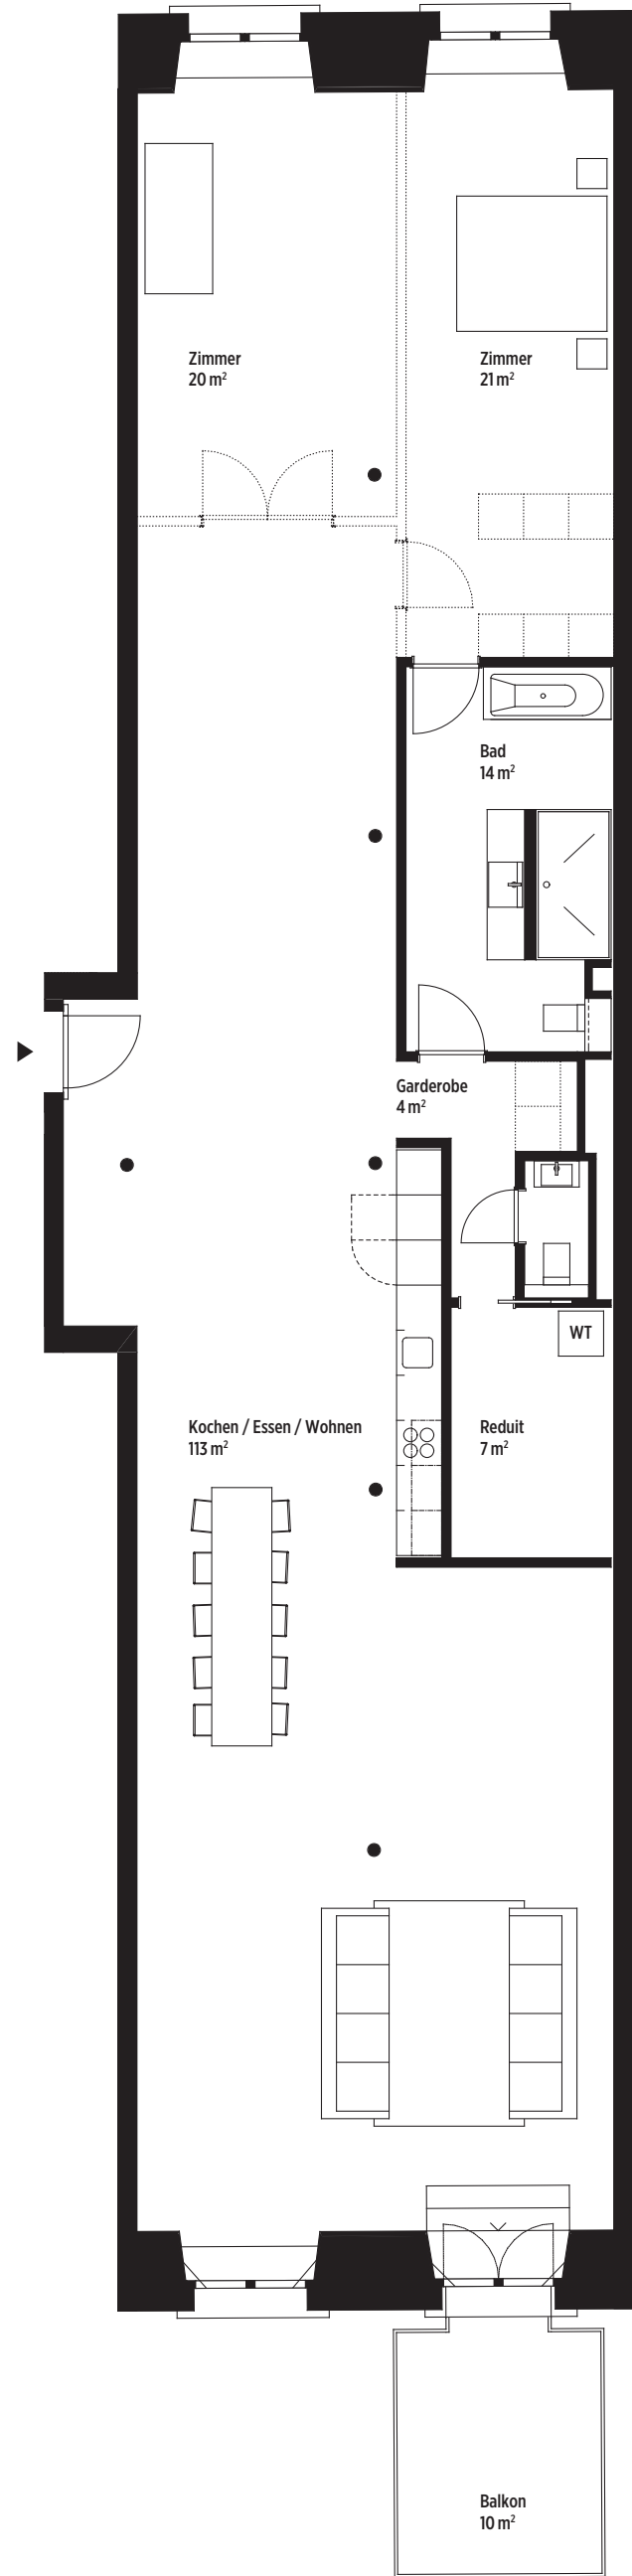 Zimmer
20 m²
Zimmer
21 m²
Bad
14 m²
Garderobe
4 m²
WT
Kochen / Essen / Wohnen
113 m²
Reduit
7 m²
Balkon
10 m²